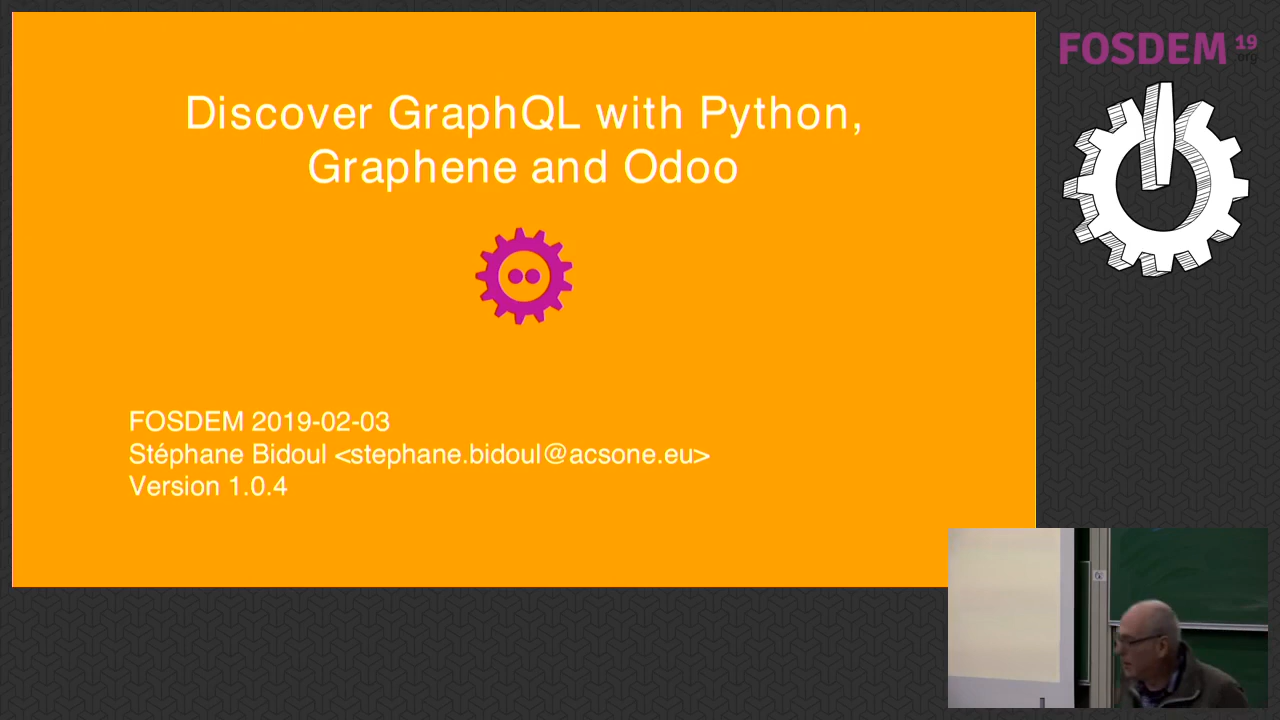 Discover GraphQL with Python,
Graphene and Odoo
FOSDEM 2019-02-03
Stéphane Bidoul <stephane.bidoul@acsone.eu>
Version 1.0.4
FOSDEM 19
.org